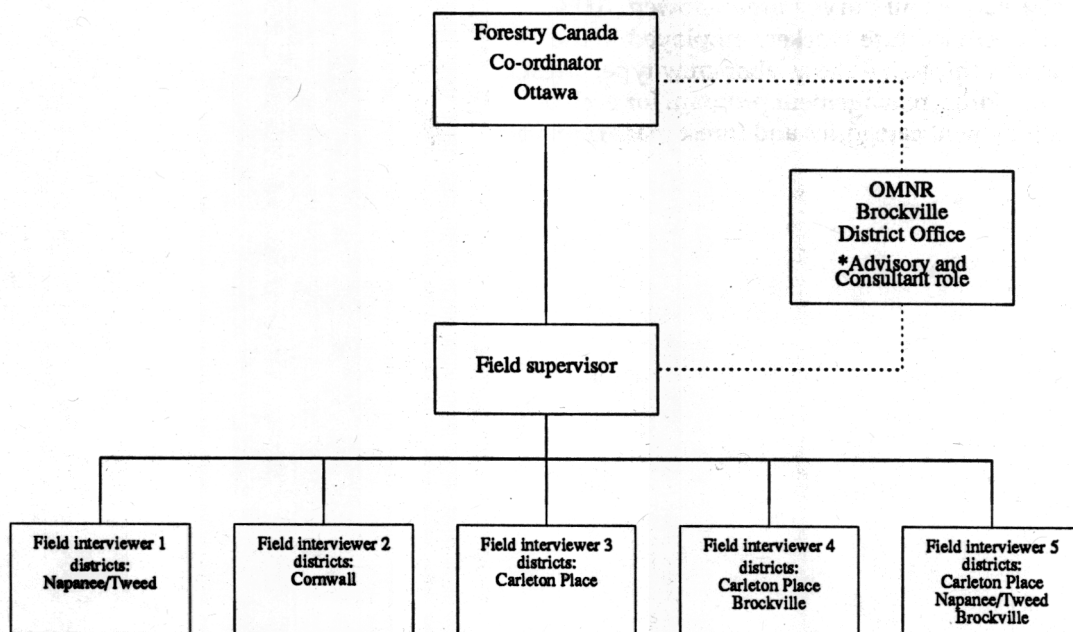 Forestry Canada
Co-ordinator
Ottawa
OMNR
Brockville
District Office
*Advisory and
Consultant role
Field supervisor
Field interviewer 1
districts:
Napanee/Tweed
Field interviewer 2
districts:
Cornwall
Field interviewer 3
districts:
Carleton Place
Field interviewer 4
districts:
Carleton Place
Brockville
Field interviewer 5
districts:
Carleton Place
Napanee/Tweed
Brockville